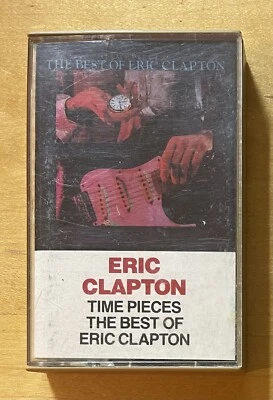 THE BEST OF ERIC CLAPTON
ERIC
CLAPTON
TIME PIECES
THE BEST OF
ERIC CLAPTON